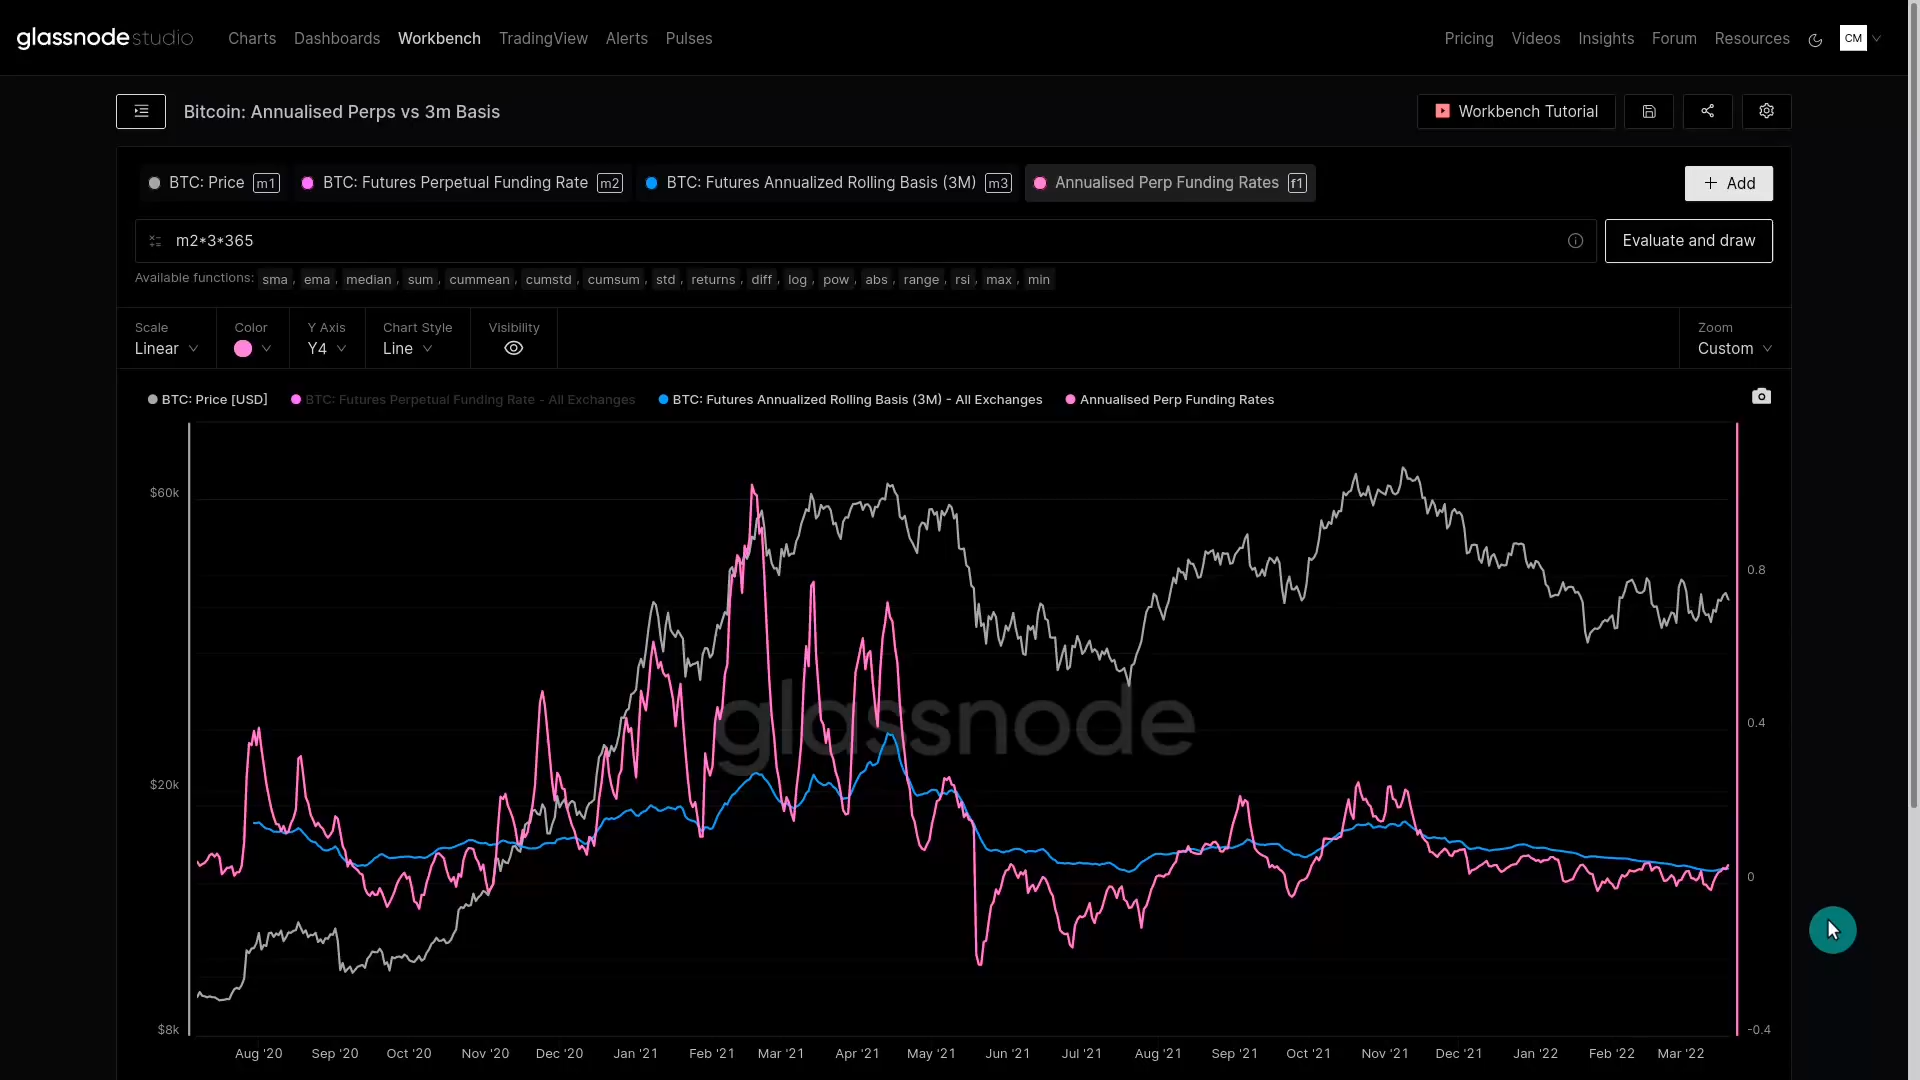 glassnode studio Charts Dashboards Workbench TradingView Alerts Pulses Pricing Videos Insights Forum Resources CM
Bitcoin: Annualised Perps vs 3m Basis Workbench Tutorial
BTC: Price m1 BTC: Futures Perpetual Funding Rate m2 BTC: Futures Annualized Rolling Basis (3M) m3 Annualised Perp Funding Rates f1 + Add
m2*3*365 Evaluate and draw
Available functions: sma, ema, median, sum, cummean, cumstd, cumsum, std, returns, diff, log, pow, abs, range, rsi, max, min
Scale Color Y Axis Chart Style Visibility Zoom
Linear Y4 Line Custom
BTC: Price [USD] BTC: Futures Perpetual Funding Rate - All Exchanges BTC: Futures Annualized Rolling Basis (3M) - All Exchanges Annualised Perp Funding Rates
$60k
0.8
glassnode
0.4
$20k
0
$8k -0.4
Aug '20 Sep '20 Oct '20 Nov '20 Dec '20 Jan '21 Feb '21 Mar '21 Apr '21 May '21 Jun '21 Jul '21 Aug '21 Sep '21 Oct '21 Nov '21 Dec '21 Jan '22 Feb '22 Mar '22